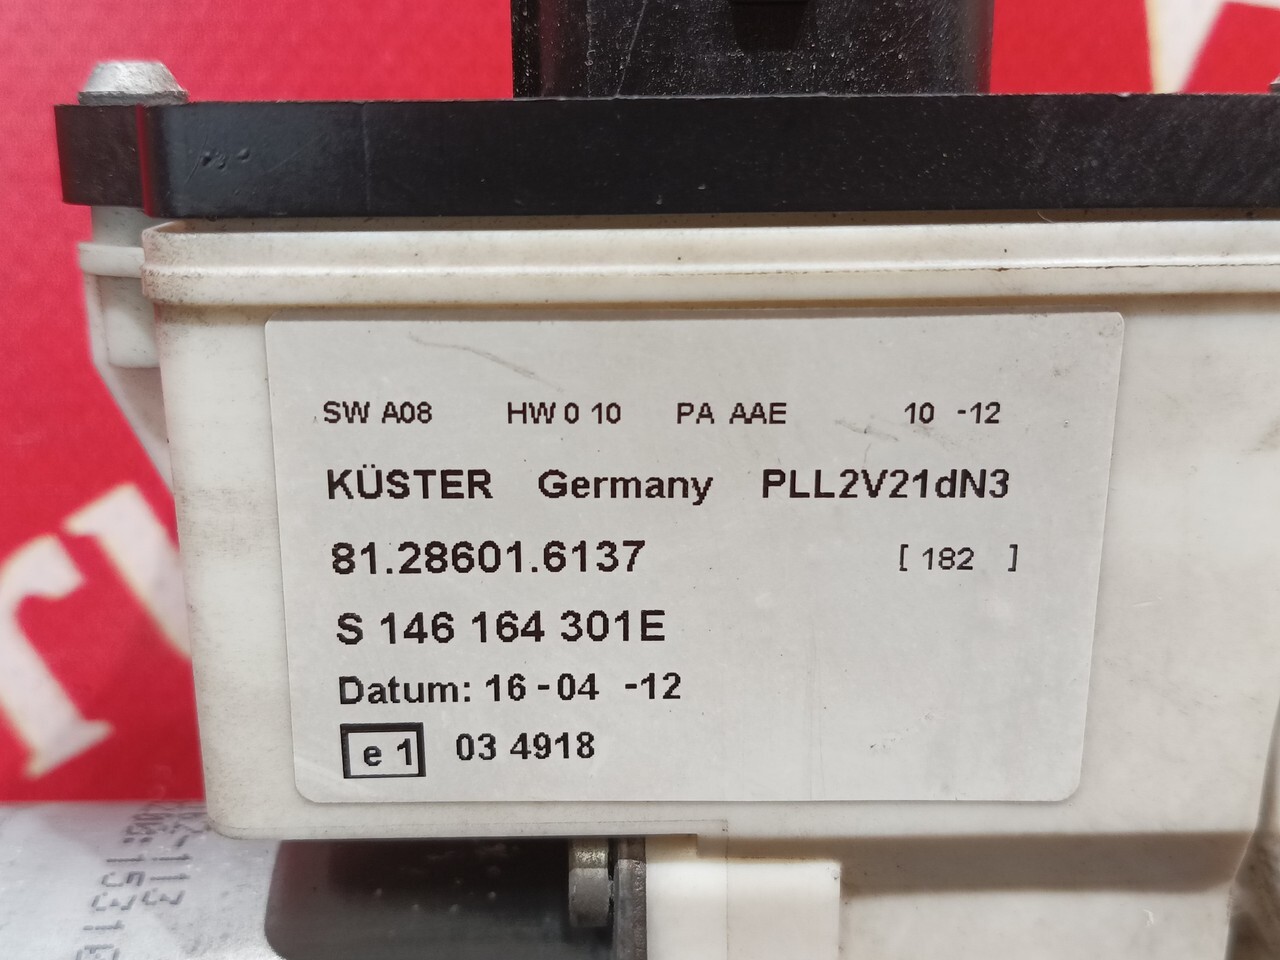 SW A08 HW 0 10 PA AAE 10 -12
KÜSTER Germany PLL2V21dN3
81.28601.6137 [ 182 ]
S 146 164 301E
Datum: 16-04 -12
e 1 03 4918